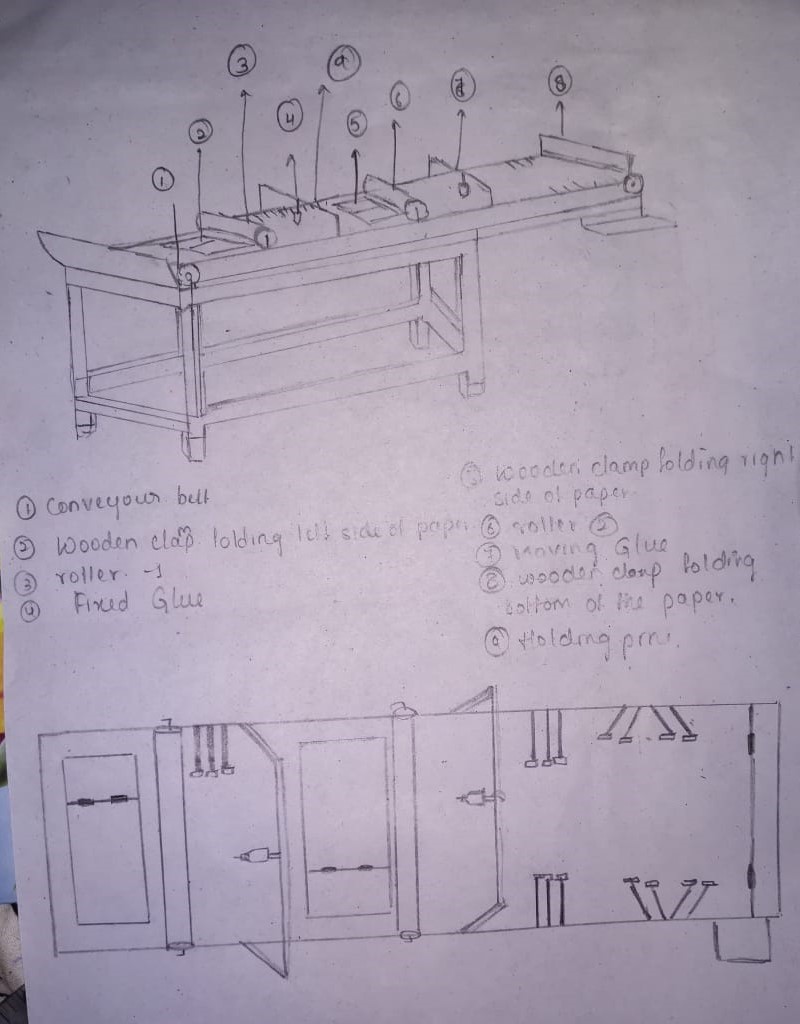 ③ ⑨
② ④ ⑤ ⑥ ⑦ ⑧
①
① Conveyour belt
② Wooden clap folding left side of paper
③ roller -1
④ Fixed Glue
⑤ wooden clamp folding right
side of paper
⑥ roller ②
⑦ Moving Glue
⑧ wooden clamp folding
bottom of the paper.
⑨ Holding